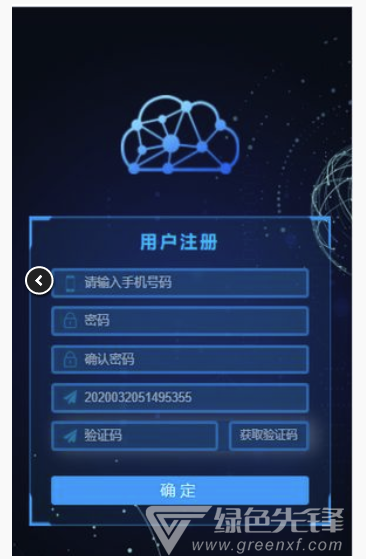 用户注册
请输入手机号码
密码
确认密码
2020032051495355
验证码 获取验证码
确 定
绿色先锋
www.greenxf.com